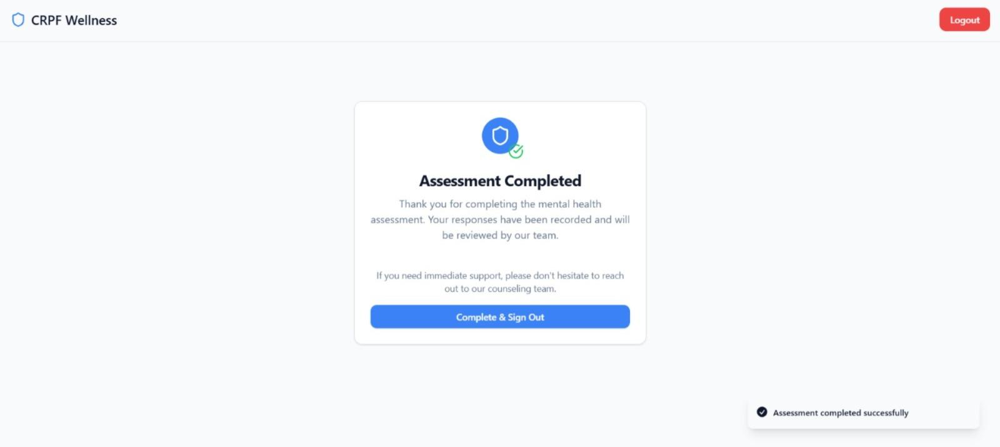 CRPF Wellness
Logout
Assessment Completed
Thank you for completing the mental health
assessment. Your responses have been recorded and will
be reviewed by our team.
If you need immediate support, please don't hesitate to reach
out to our counseling team.
Complete & Sign Out
Assessment completed successfully